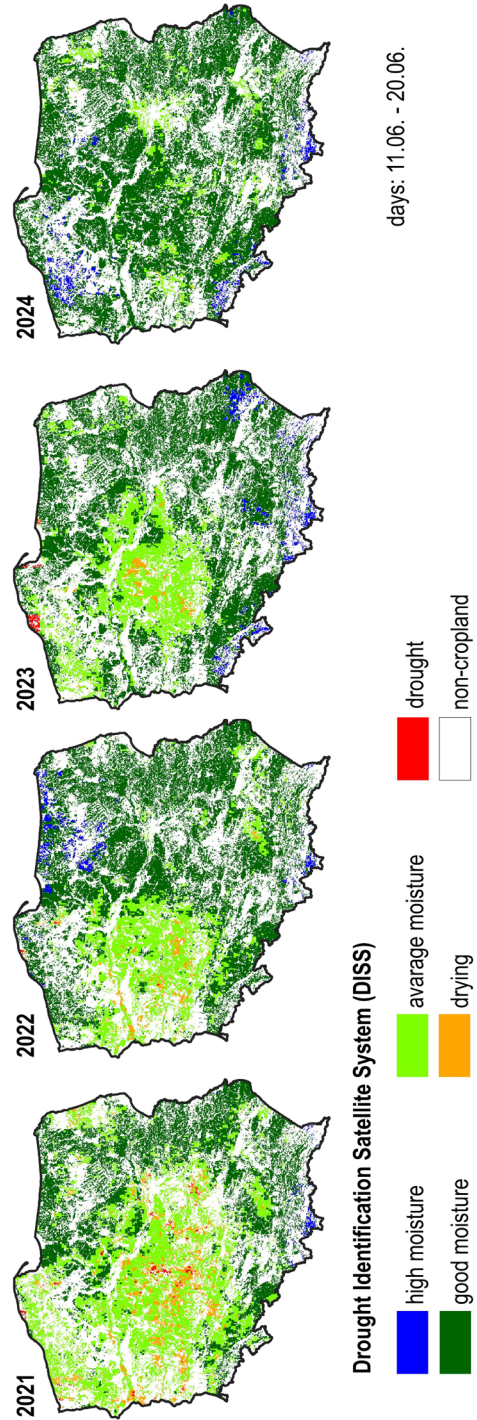 2021
2022
2023
2024
Drought Identification Satellite System (DISS)
high moisture
avarage moisture
drought
good moisture
drying
non-cropland
days: 11.06. - 20.06.